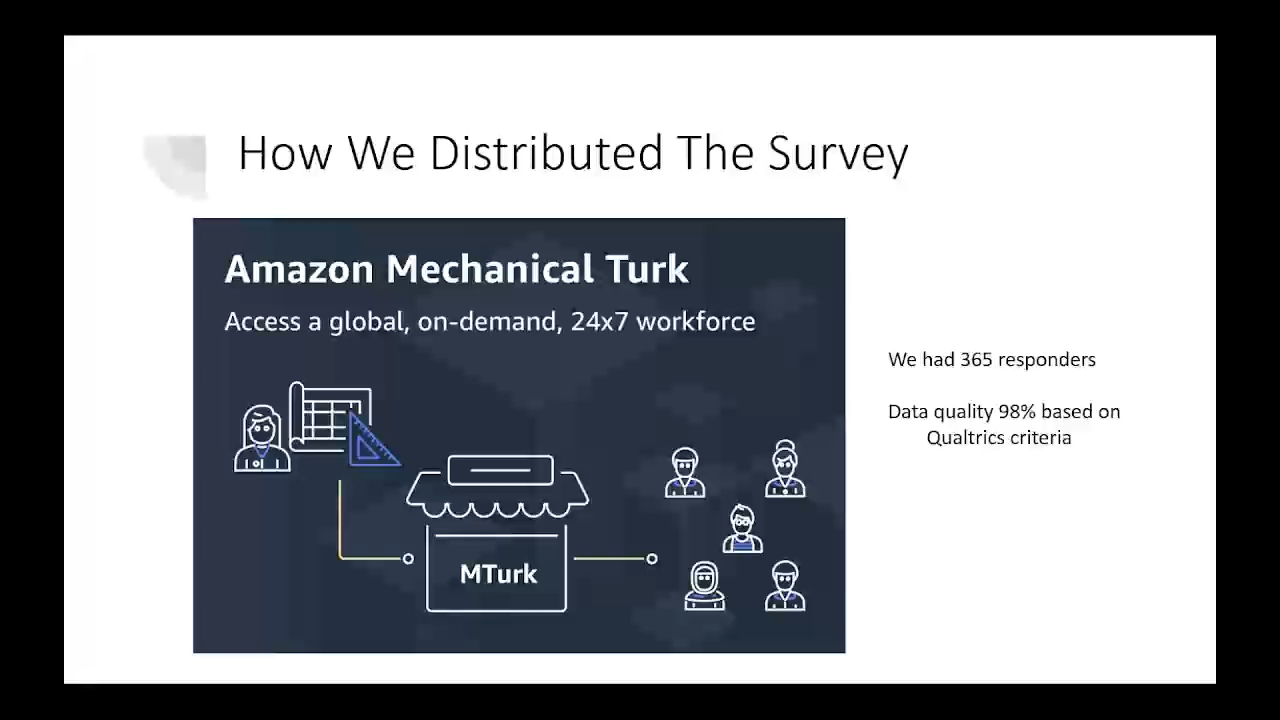 How We Distributed The Survey
Amazon Mechanical Turk
Access a global, on-demand, 24x7 workforce
We had 365 responders
Data quality 98% based on
Qualtrics criteria
MTurk